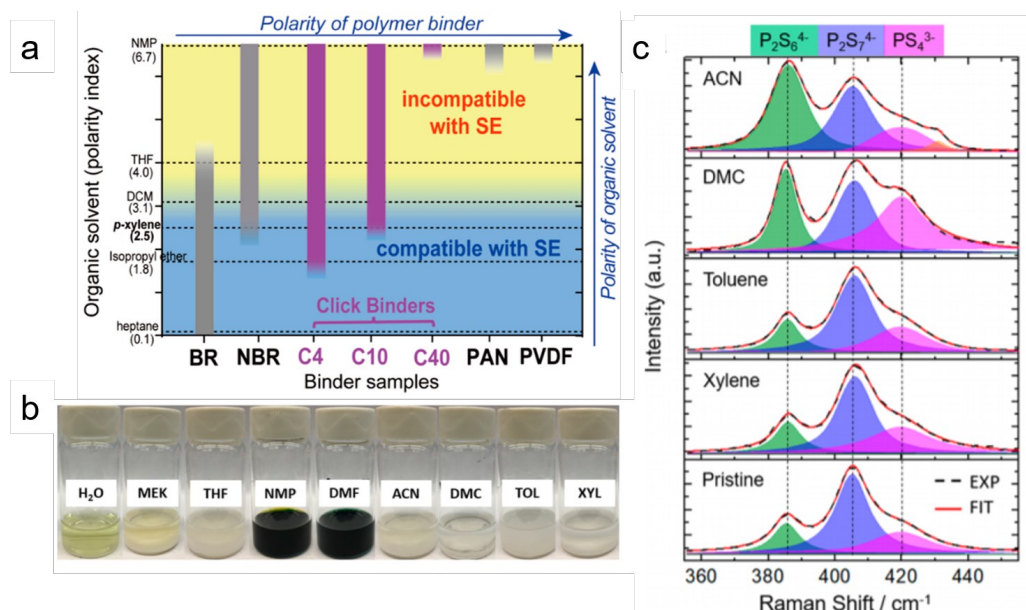 a
Polarity of polymer binder
Organic solvent (polarity index)
NMP
(6.7)
THF
(4.0)
DCM
(3.1)
p-xylene
(2.5)
Isopropyl ether
(1.8)
heptane
(0.1)
incompatible
with SE
compatible with SE
Click Binders
Polarity of organic solvent
BR NBR C4 C10 C40 PAN PVDF
Binder samples
b
H₂O MEK THF NMP DMF ACN DMC TOL XYL
c
P₂S₆⁴⁻ P₂S₇⁴⁻ PS₄³⁻
ACN
DMC
Toluene
Xylene
Pristine
EXP
FIT
Intensity (a.u.)
360 380 400 420 440
Raman Shift / cm⁻¹